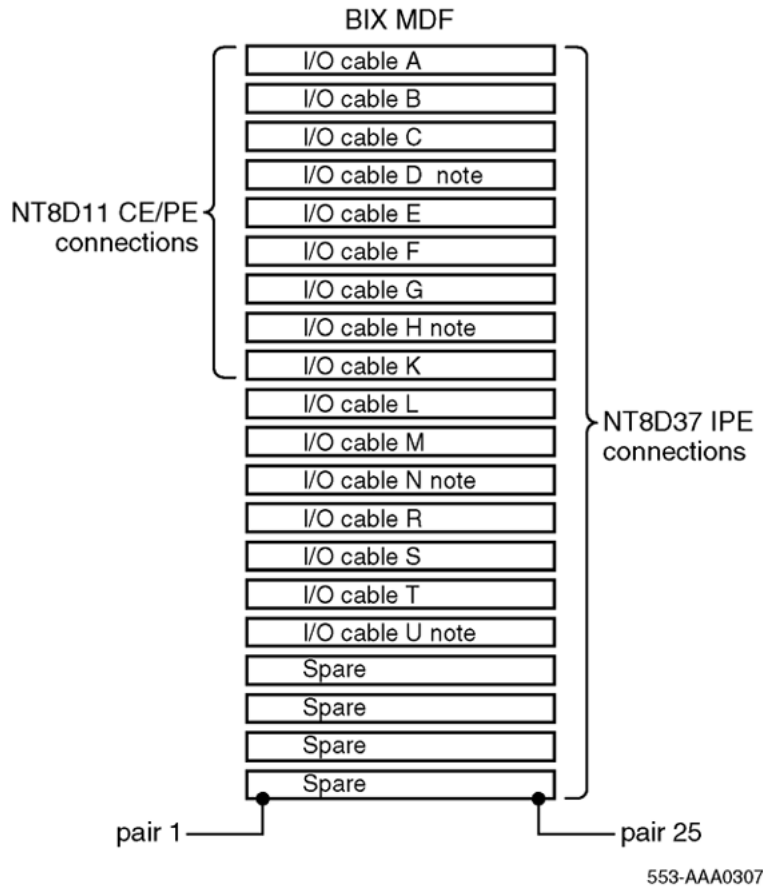 BIX MDF
I/O cable A
I/O cable B
I/O cable C
I/O cable D note
I/O cable E
I/O cable F
I/O cable G
I/O cable H note
I/O cable K
I/O cable L
I/O cable M
I/O cable N note
I/O cable R
I/O cable S
I/O cable T
I/O cable U note
Spare
Spare
Spare
Spare
NT8D11 CE/PE
connections
NT8D37 IPE
connections
pair 1
pair 25
553-AAA0307